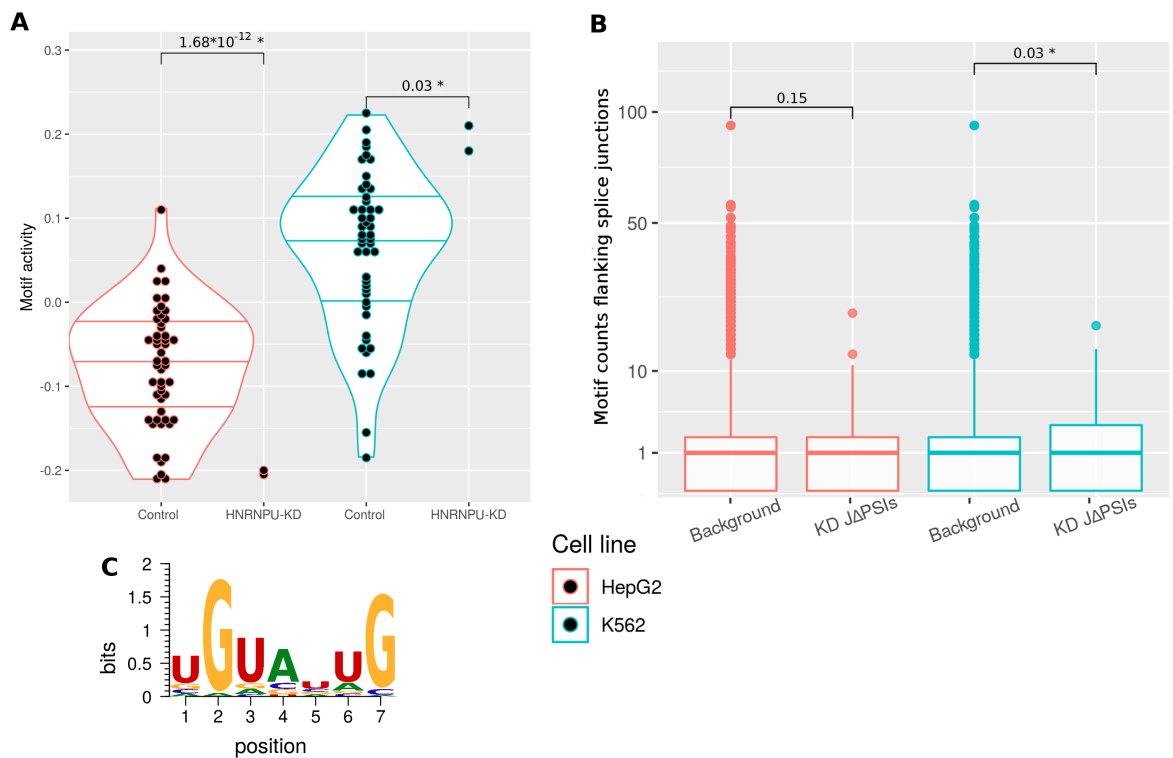 A
1.68*10-12 *
0.03 *
0.3
0.2
0.1
0.0
-0.1
-0.2
Motif activity
Control
HNRNPU-KD
Control
HNRNPU-KD
B
0.03 *
0.15
100
50
10
1
Motif counts flanking splice junctions
Background
KD JΔPSIs
Background
KD JΔPSIs
C
2
1.5
1
0.5
0
bits
UGUAUUG
1 2 3 4 5 6 7
position
Cell line
HepG2
K562